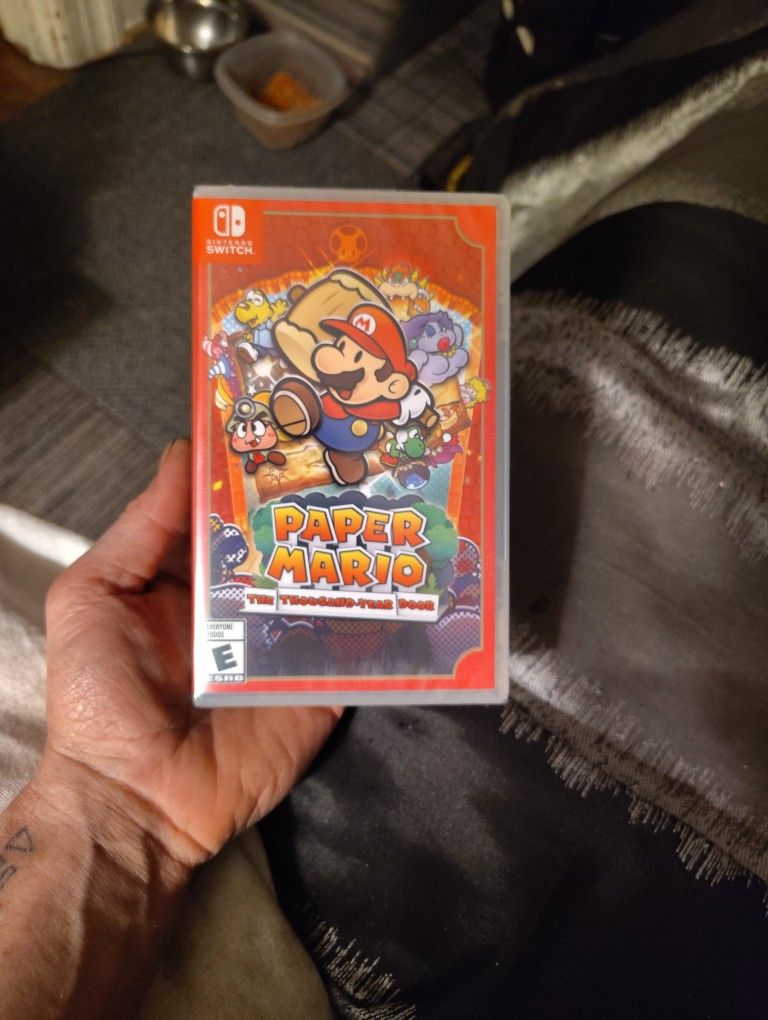 NINTENDO
SWITCH
M
PAPER
MARIO
THE THOUSAND-YEAR DOOR
EVERYONE
TODOS
E
ESRB